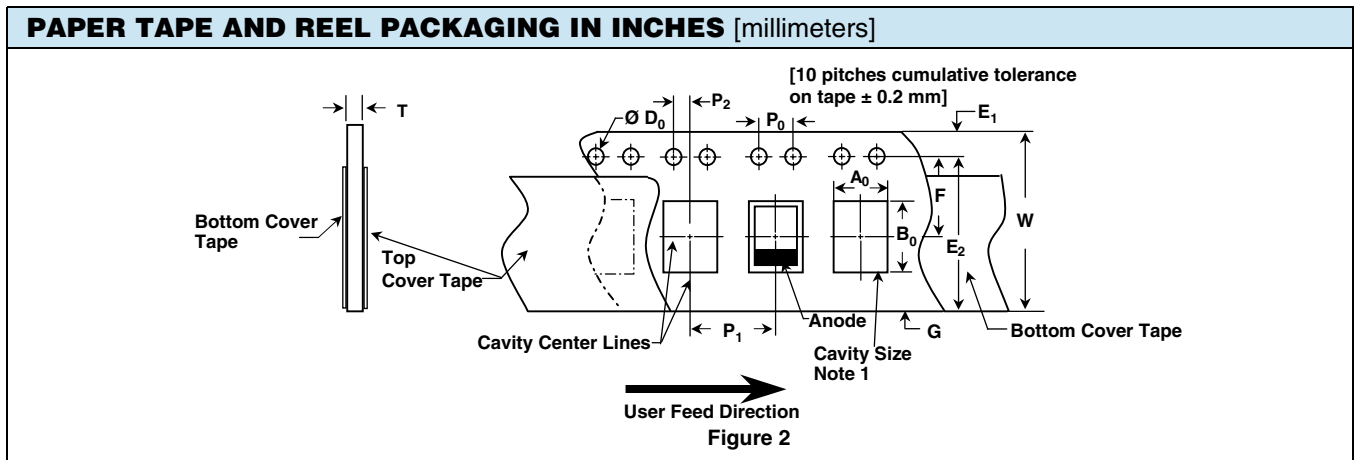 PAPER TAPE AND REEL PACKAGING IN INCHES [millimeters]
[10 pitches cumulative tolerance
on tape ± 0.2 mm]
T
P2
Ø D0
P0
E1
A0
F
W
B0
E2
Bottom Cover
Tape
Top
Cover Tape
Anode
G
Bottom Cover Tape
P1
Cavity Center Lines
Cavity Size
Note 1
User Feed Direction
Figure 2